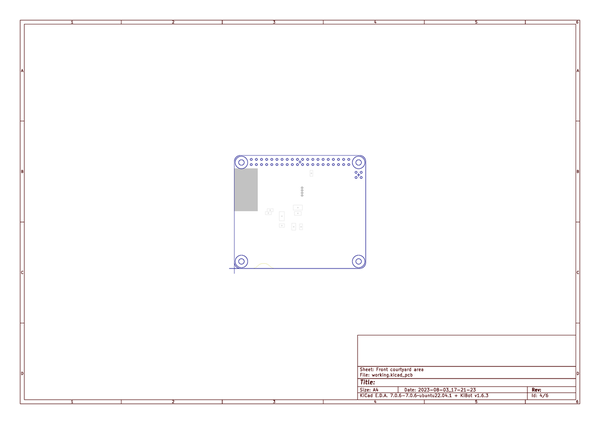 1 2 3 4 5 6
A A
B B
C C
D D
Sheet: Front courtyard area
File: working.kicad_pcb
Title:
Size: A4 Date: 2023-08-03_17-21-23 Rev:
KiCad E.D.A. 7.0.6-7.0.6~ubuntu22.04.1 + KiBot v1.6.3 Id: 4/6
1 2 3 4 5 6